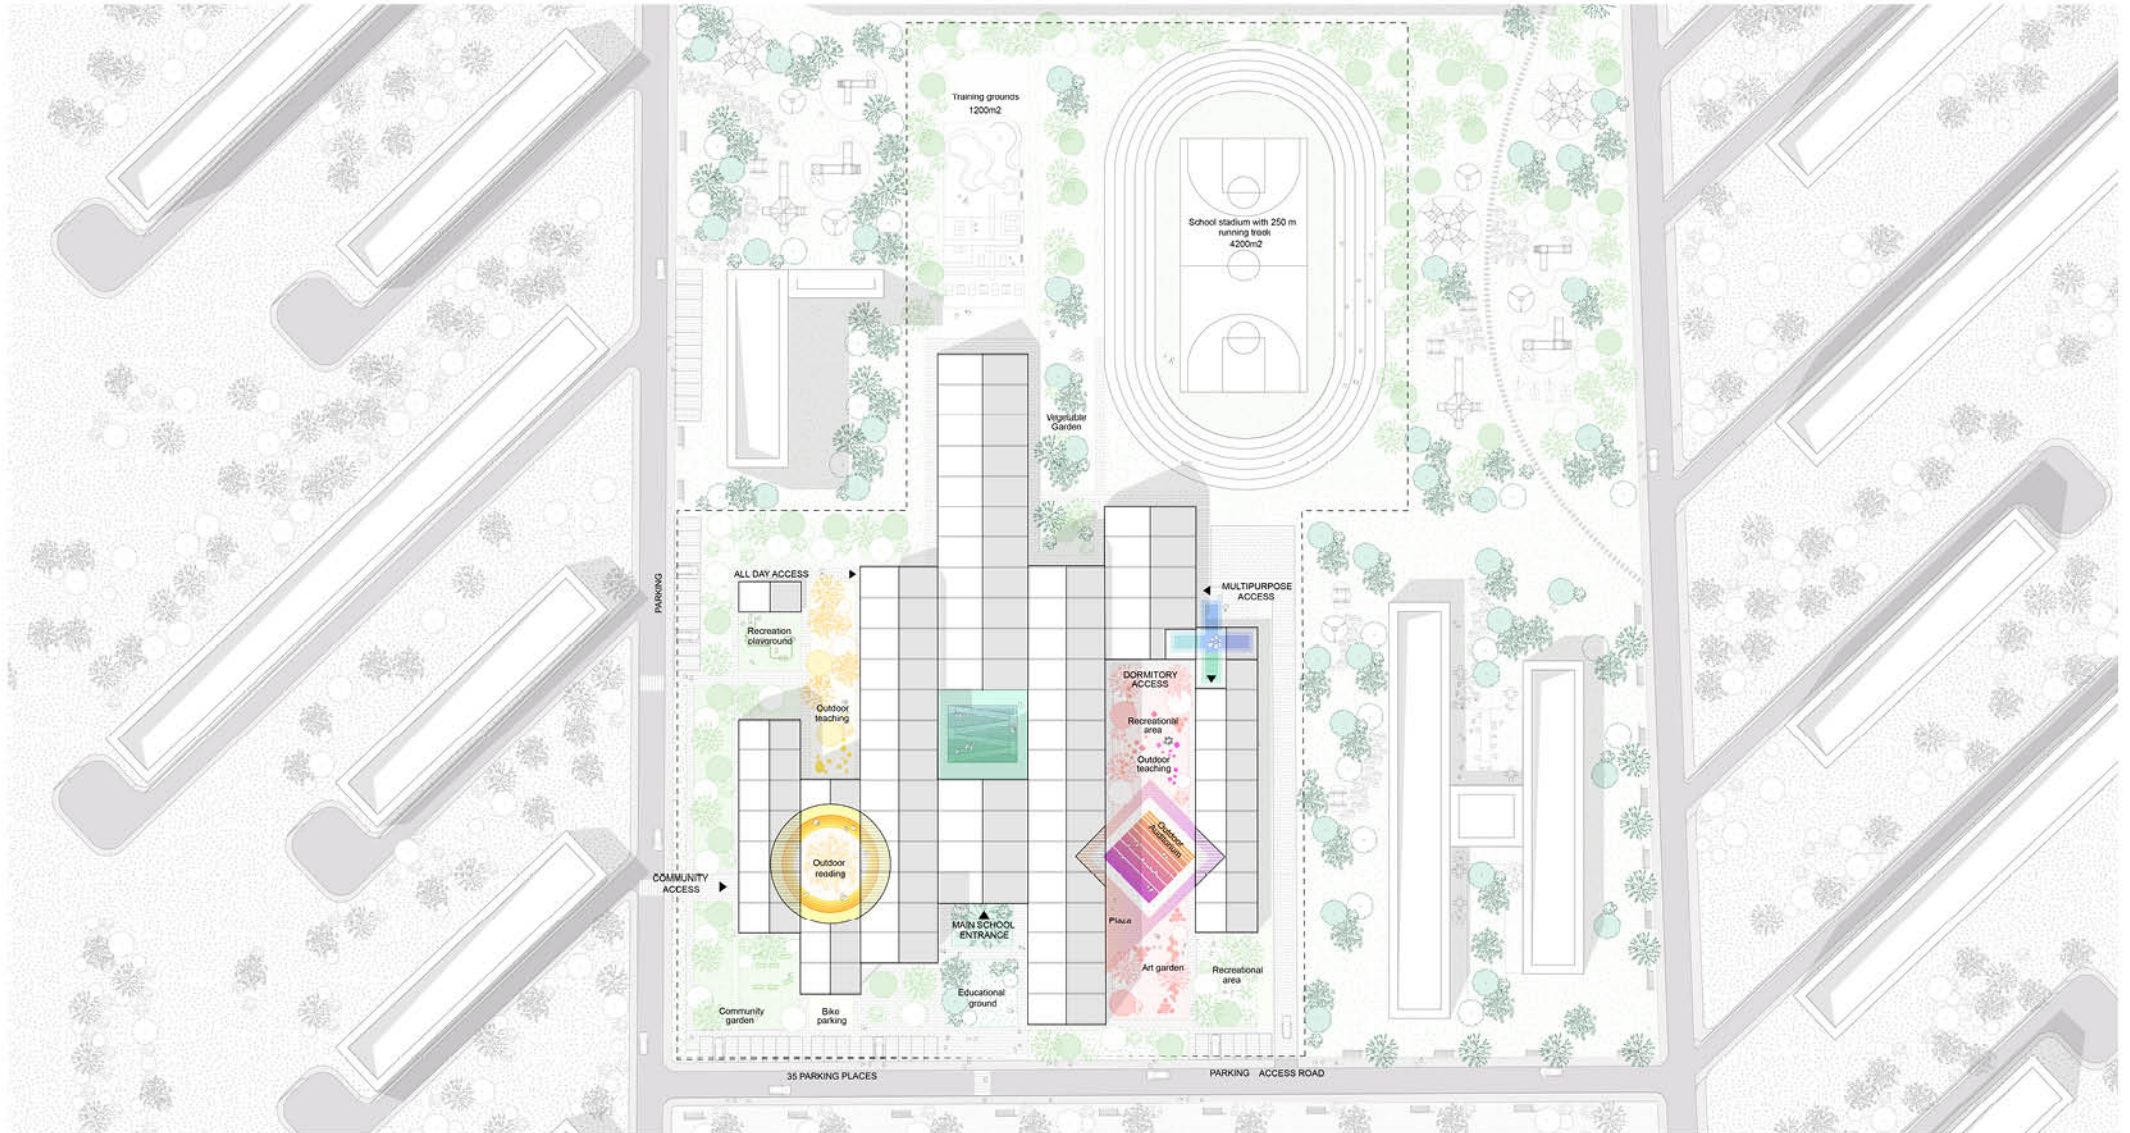 Training grounds
1200m2
School stadium with 250 m
running track
4200m2
Vegetable
Garden
ALL DAY ACCESS
MULTIPURPOSE
ACCESS
PARKING
Recreation
playground
DORMITORY
ACCESS
Outdoor
teaching
Recreational
area
Outdoor
teaching
Outdoor
Auditorium
Outdoor
reading
COMMUNITY
ACCESS
Plaza
MAIN SCHOOL
ENTRANCE
Art garden
Recreational
area
Educational
ground
Community
garden
Bike
parking
35 PARKING PLACES
PARKING
ACCESS ROAD